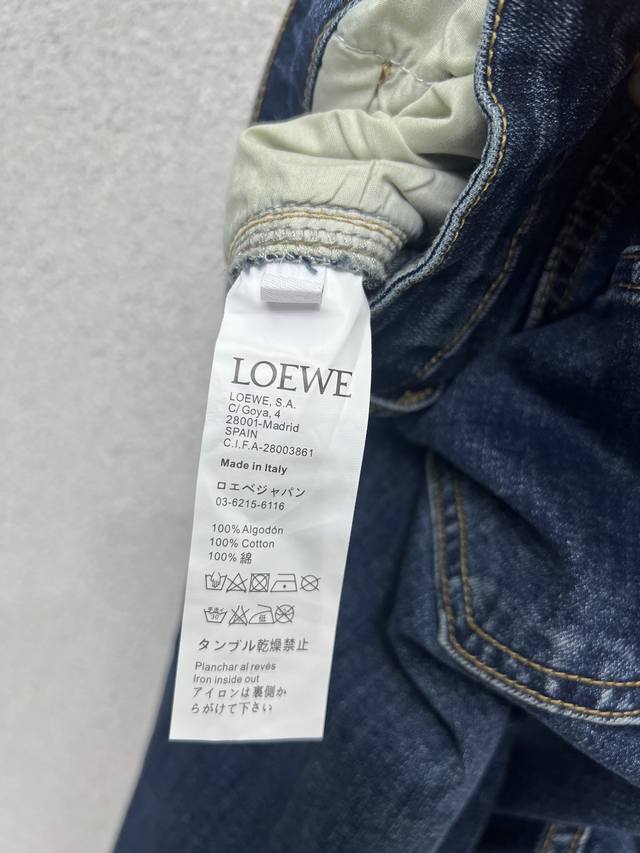 LOEWE
LOEWE, S.A.
C/ Goya, 4
28001-Madrid
SPAIN
C.I.F.A-28003861
Made in Italy
ロエベジャパン
03-6215-6116
100%Algodón
100% Cotton
100% 綿
タンブル乾燥禁止
Planchar al revés
Iron inside out
アイロンは裏側か
らがけて下さい